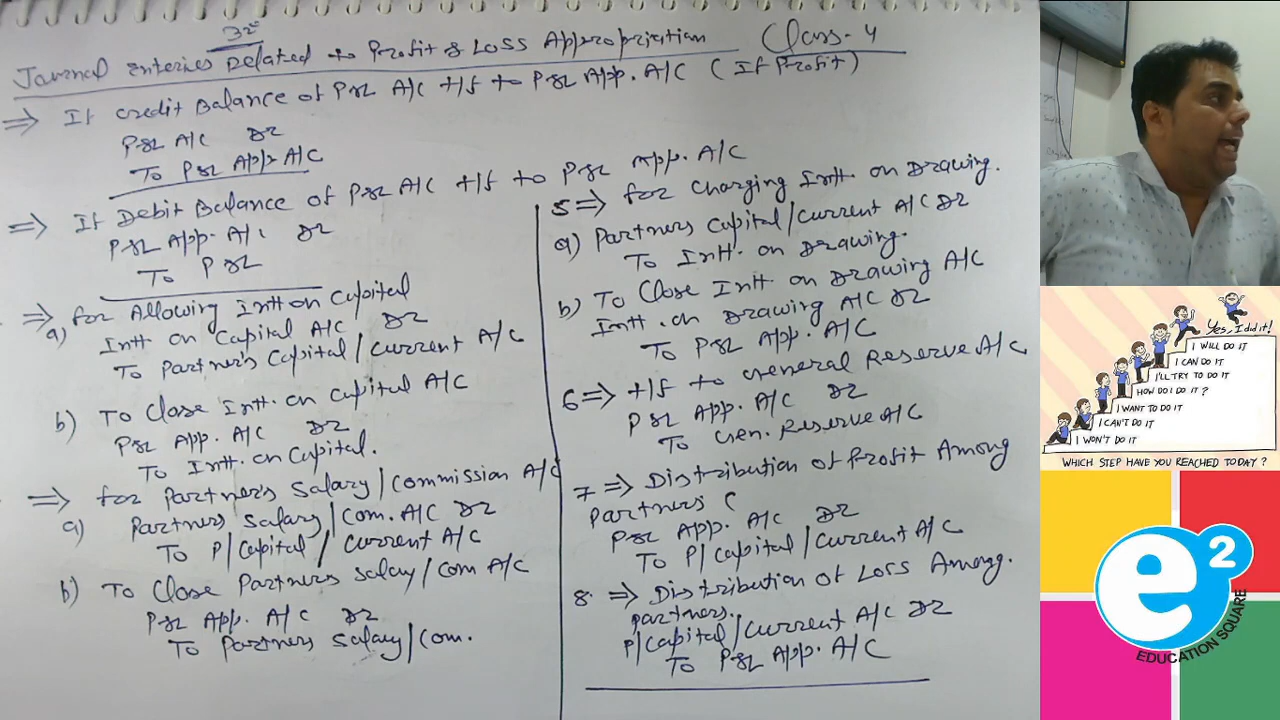 Journal enteries Related to Profit & Loss Appropriation Class-4
⇒ If credit Balance of P&L A/C t/f to P&L App. A/C (If Profit)
P&L A/C Dr
To P&L App. A/C
⇒ If Debit Balance of P&L A/C t/f to P&L App. A/C
P&L App. A/C Dr
To P&L
⇒ for Allowing Intt on Capital
a) Intt on Capital A/C Dr
To Partner's Capital/Current A/C
b) To Close Intt. on Capital A/C
P&L App. A/C Dr
To Intt. on Capital.
⇒ for Partner's Salary/Commission A/C
a) Partners Salary/Com. A/C Dr
To P/Capital/Current A/C
b) To Close Partners Salary/Com A/C
P&L App. A/C Dr
To Partners Salary/Com.
5 ⇒ for Charging Intt. on Drawing.
a) Partners Capital/Current A/C Dr
To Intt. on Drawing.
b) To Close Intt on Drawing A/C
Intt. on Drawing A/C Dr
To P&L App. A/C
6 ⇒ t/f to General Reserve A/C
P&L App. A/C Dr
To Gen. Reserve A/C
7 ⇒ Distribution of Profit Among
Partners (
P&L App. A/C Dr
To P/Capital/Current A/C
8. ⇒ Distribution of Loss Among.
partners.
P/Capital/Current A/C Dr
To P&L App. A/C
Yes, I did it!
I WILL DO IT
I CAN DO IT
I'LL TRY TO DO IT
HOW DO I DO IT?
I WANT TO DO IT
I CAN'T DO IT
I WON'T DO IT
WHICH STEP HAVE YOU REACHED TODAY?
e2
EDUCATION SQUARE